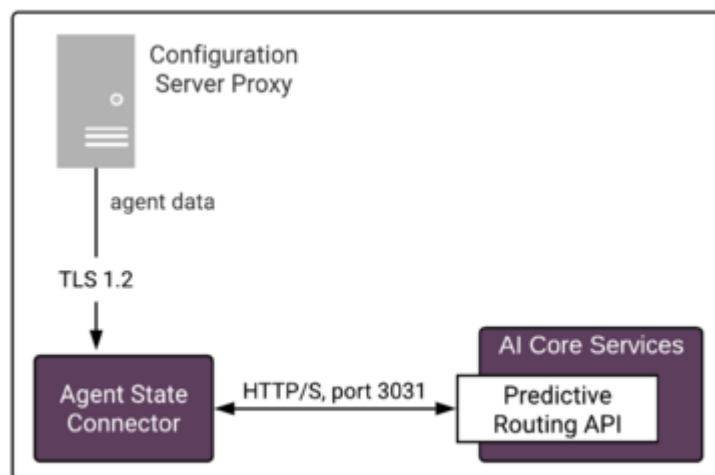 Configuration
Server Proxy
agent data
TLS 1.2
AI Core Services
Agent State
Connector
HTTP/S, port 3031
Predictive
Routing API